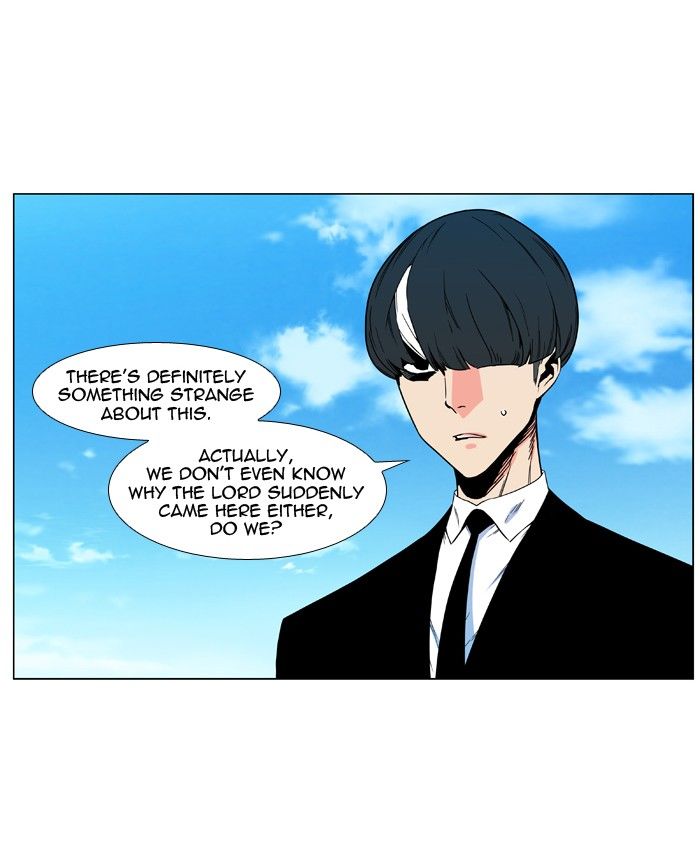 THERE'S DEFINITELY
SOMETHING STRANGE
ABOUT THIS.
ACTUALLY,
WE DON'T EVEN KNOW
WHY THE LORD SUDDENLY
CAME HERE EITHER,
DO WE?